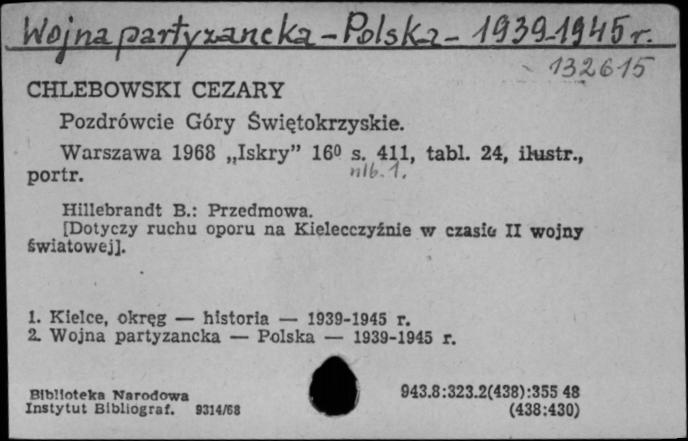 Wojna partyzancka - Polska - 1939-1945 r.
132615
CHLEBOWSKI CEZARY
Pozdrówcie Góry Świętokrzyskie.
Warszawa 1968 „Iskry” 16⁰ s. 411, tabl. 24, ilustr.,
portr. nlb. 1.
Hillebrandt B.: Przedmowa.
[Dotyczy ruchu oporu na Kielecczyźnie w czasie II wojny
światowej].
1. Kielce, okręg — historia — 1939-1945 r.
2. Wojna partyzancka — Polska — 1939-1945 r.
Biblioteka Narodowa 943.8:323.2(438):355 48
Instytut Bibliograf. 9314/68 (438:430)